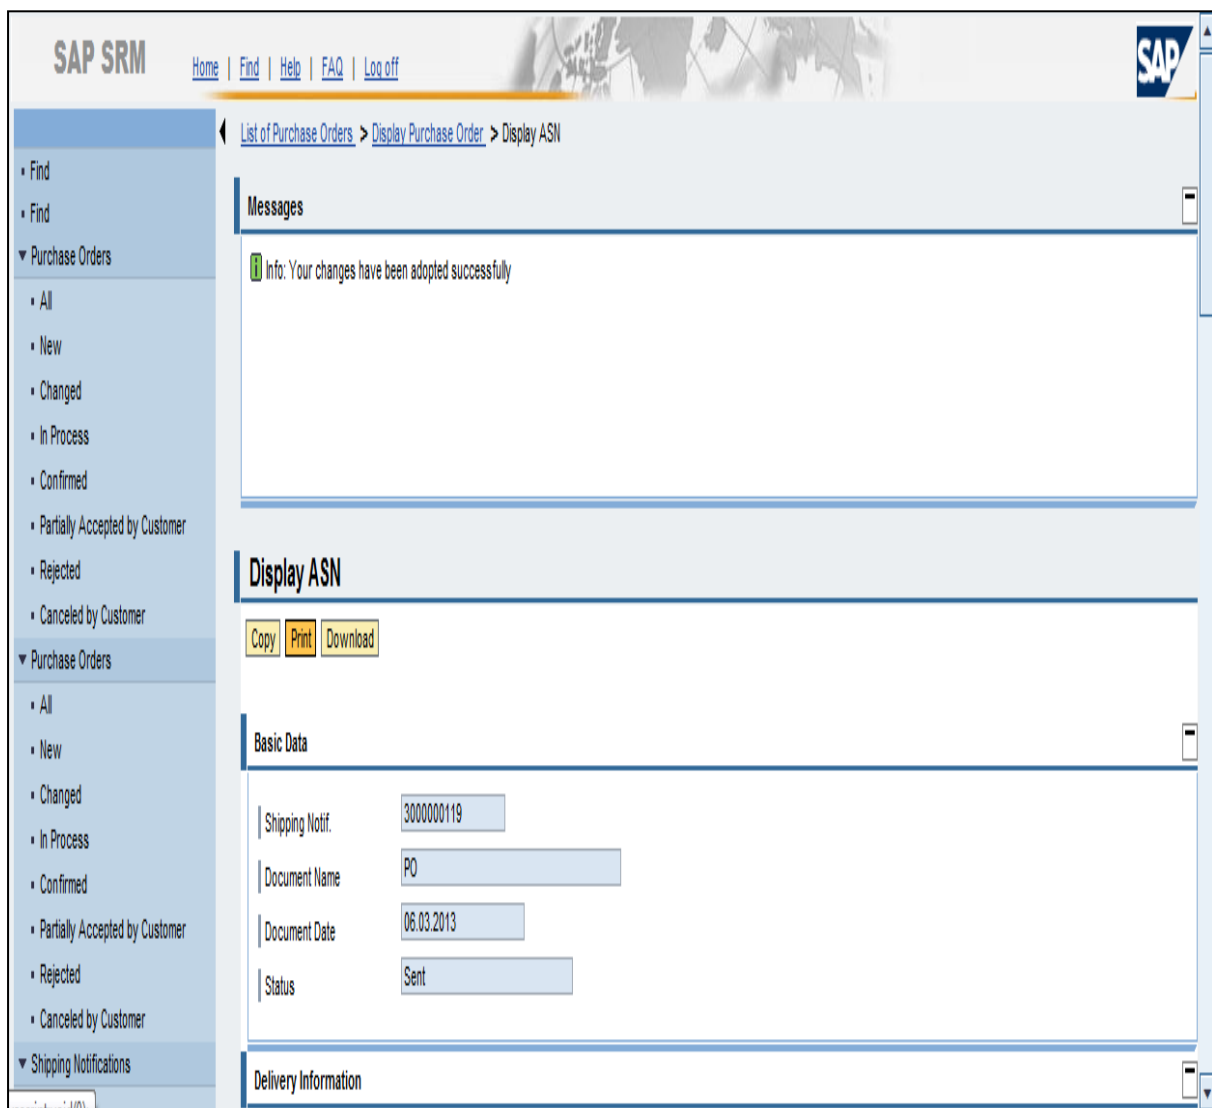 SAP SRM
Home | Find | Help | FAQ | Log off
SAP
List of Purchase Orders > Display Purchase Order > Display ASN
Find
Find
Purchase Orders
All
New
Changed
In Process
Confirmed
Partially Accepted by Customer
Rejected
Canceled by Customer
Purchase Orders
All
New
Changed
In Process
Confirmed
Partially Accepted by Customer
Rejected
Canceled by Customer
Shipping Notifications
Messages
Info: Your changes have been adopted successfully
Display ASN
Copy Print Download
Basic Data
Shipping Notif. 3000000119
Document Name PO
Document Date 06.03.2013
Status Sent
Delivery Information